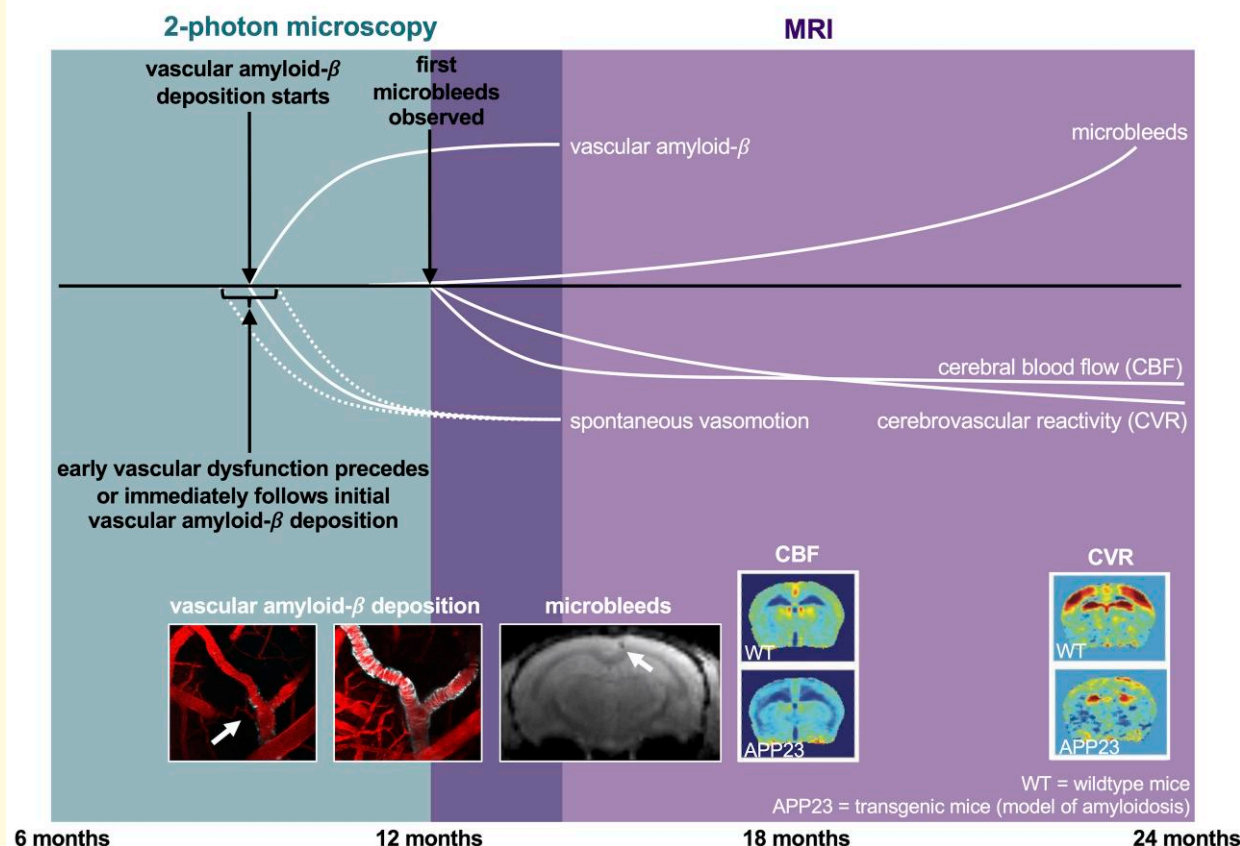 2-photon microscopy
MRI
vascular amyloid-β
deposition starts
first
microbleeds
observed
vascular amyloid-β
microbleeds
cerebral blood flow (CBF)
spontaneous vasomotion
cerebrovascular reactivity (CVR)
early vascular dysfunction precedes
or immediately follows initial
vascular amyloid-β deposition
vascular amyloid-β deposition
microbleeds
CBF
WT
APP23
CVR
WT
APP23
WT = wildtype mice
APP23 = transgenic mice (model of amyloidosis)
6 months
12 months
18 months
24 months